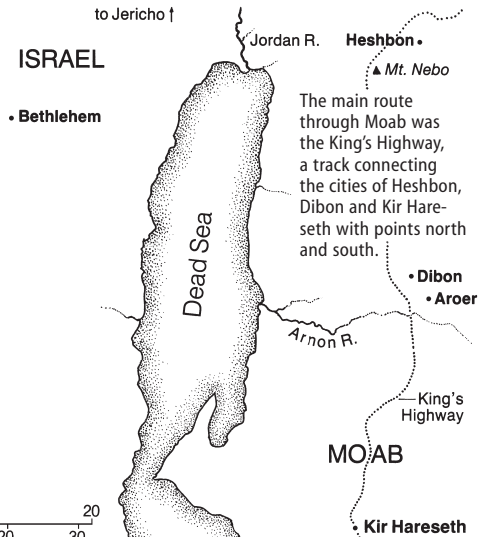 to Jericho
Jordan R.
Heshbon
ISRAEL
Mt. Nebo
Bethlehem
The main route
through Moab was
the King's Highway,
a track connecting
the cities of Heshbon,
Dibon and Kir Hare-
seth with points north
and south.
Dead Sea
Dibon
Aroer
Arnon R.
King's
Highway
MOAB
20
Kir Hareseth